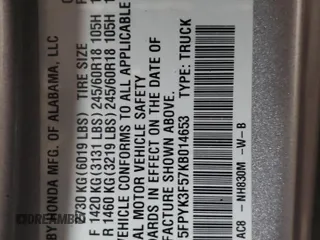 BY HONDA MFG. OF ALABAMA, LLC
TIRE SIZE
2730 KG (6019 LBS)
F 1420 KG (3131 LBS) 245/60R18 105H
R 1460 KG (3219 LBS) 245/60R18 105H
VEHICLE CONFORMS TO ALL APPLICABLE
AL MOTOR VEHICLE SAFETY
ARDS IN EFFECT ON THE DATE OF
FACTURE SHOWN ABOVE.
5FPYK3F57KB014653 TYPE: TRUCK
AC8 - NH830M -W-B